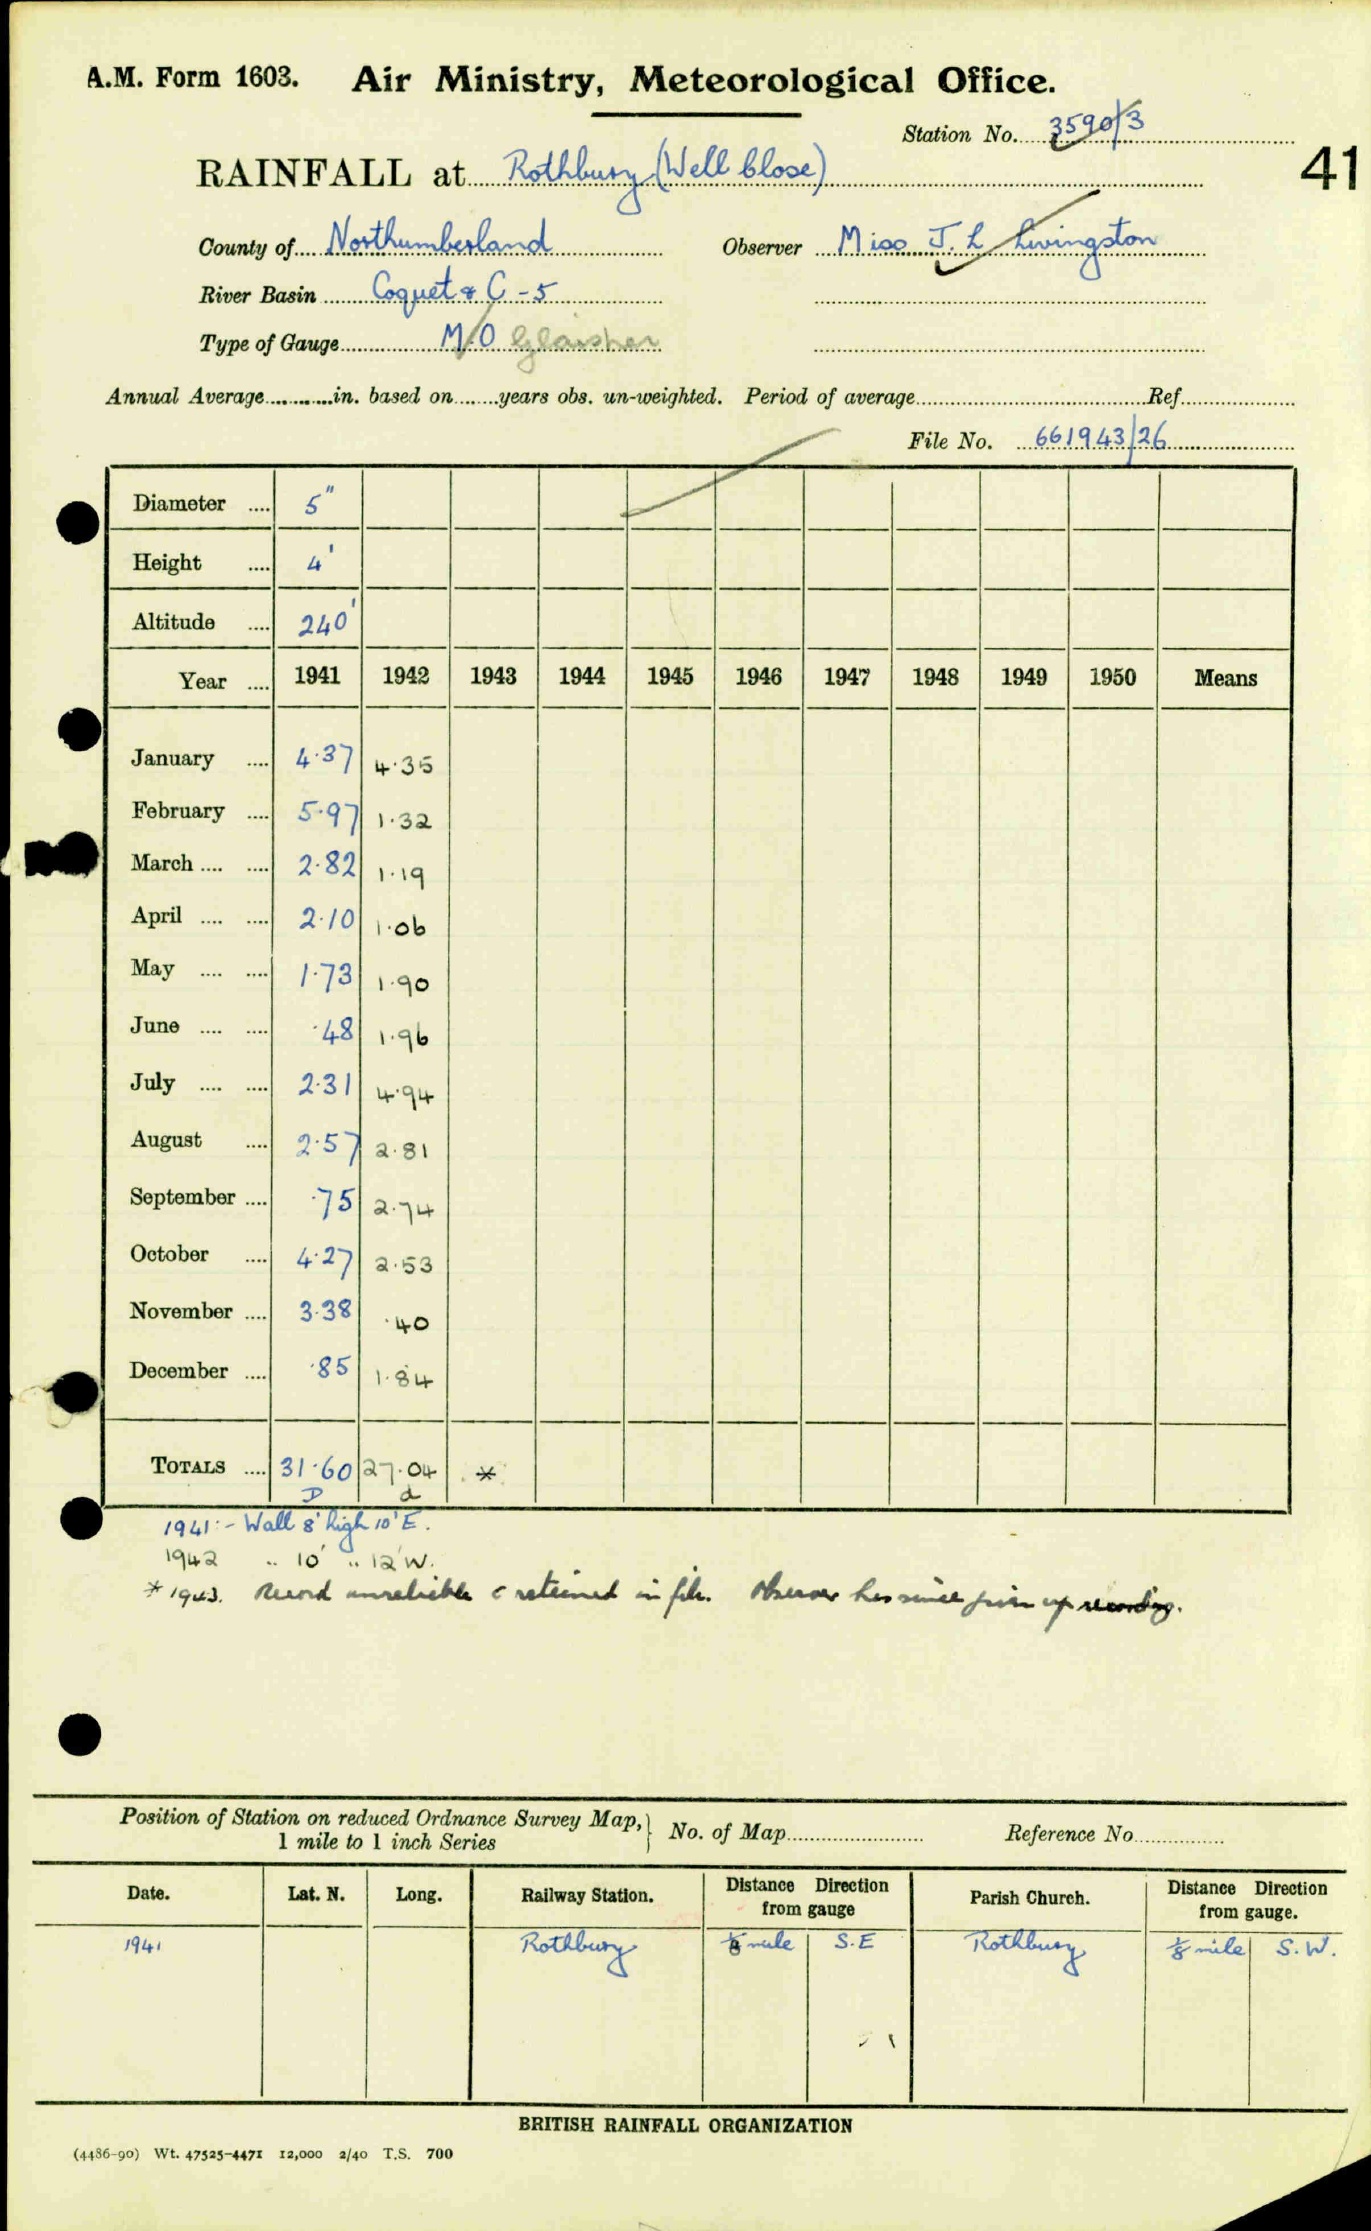 A.M. Form 1603. Air Ministry, Meteorological Office.
Station No. 3590/3
41
RAINFALL at Rothbury (Well Close)
County of Northumberland Observer Miss J. L Livingston
River Basin Coquet & C - 5
Type of Gauge M.O Glaisher
Annual Average in. based on years obs. un-weighted. Period of average Ref
File No. 661943/26
Diameter 5"
Height 4'
Altitude 240'
Year 1941 1942 1943 1944 1945 1946 1947 1948 1949 1950 Means
January 4.37 4.35
February 5.97 1.32
March 2.82 1.19
April 2.10 1.06
May 1.73 1.90
June .48 1.96
July 2.31 4.94
August 2.57 2.81
September .75 2.74
October 4.27 2.53
November 3.38 .40
December .85 1.84
TOTALS 31.60 27.04 *
D d
1941:- Wall 8' high 10' E.
1942 " 10' " 12' W.
* 1943. Record unreliable & retained in file. Observer has since given up recording.
Position of Station on reduced Ordnance Survey Map,} No. of Map Reference No
1 mile to 1 inch Series
Date. Lat. N. Long. Railway Station. Distance Direction from gauge Parish Church. Distance Direction from gauge.
1941 Rothbury mile S.E Rothbury 1/8 mile S.W.
BRITISH RAINFALL ORGANIZATION
(4486-90) Wt. 47525-4471 12,000 2/40 T.S. 700